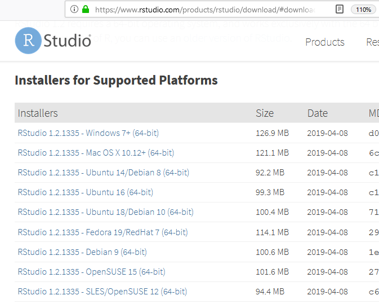 https://www.rstudio.com/products/rstudio/download/#downloa 110%
R Studio Products Res
Installers for Supported Platforms
Installers Size Date MD
RStudio 1.2.1335 - Windows 7+ (64-bit) 126.9 MB 2019-04-08 d0
RStudio 1.2.1335 - Mac OS X 10.12+ (64-bit) 121.1 MB 2019-04-08 6c
RStudio 1.2.1335 - Ubuntu 14/Debian 8 (64-bit) 92.2 MB 2019-04-08 c1
RStudio 1.2.1335 - Ubuntu 16 (64-bit) 99.3 MB 2019-04-08 c1
RStudio 1.2.1335 - Ubuntu 18/Debian 10 (64-bit) 100.4 MB 2019-04-08 71
RStudio 1.2.1335 - Fedora 19/RedHat 7 (64-bit) 114.1 MB 2019-04-08 29
RStudio 1.2.1335 - Debian 9 (64-bit) 100.6 MB 2019-04-08 1e
RStudio 1.2.1335 - OpenSUSE 15 (64-bit) 101.6 MB 2019-04-08 27
RStudio 1.2.1335 - SLES/OpenSUSE 12 (64-bit) 94.4 MB 2019-04-08 c6